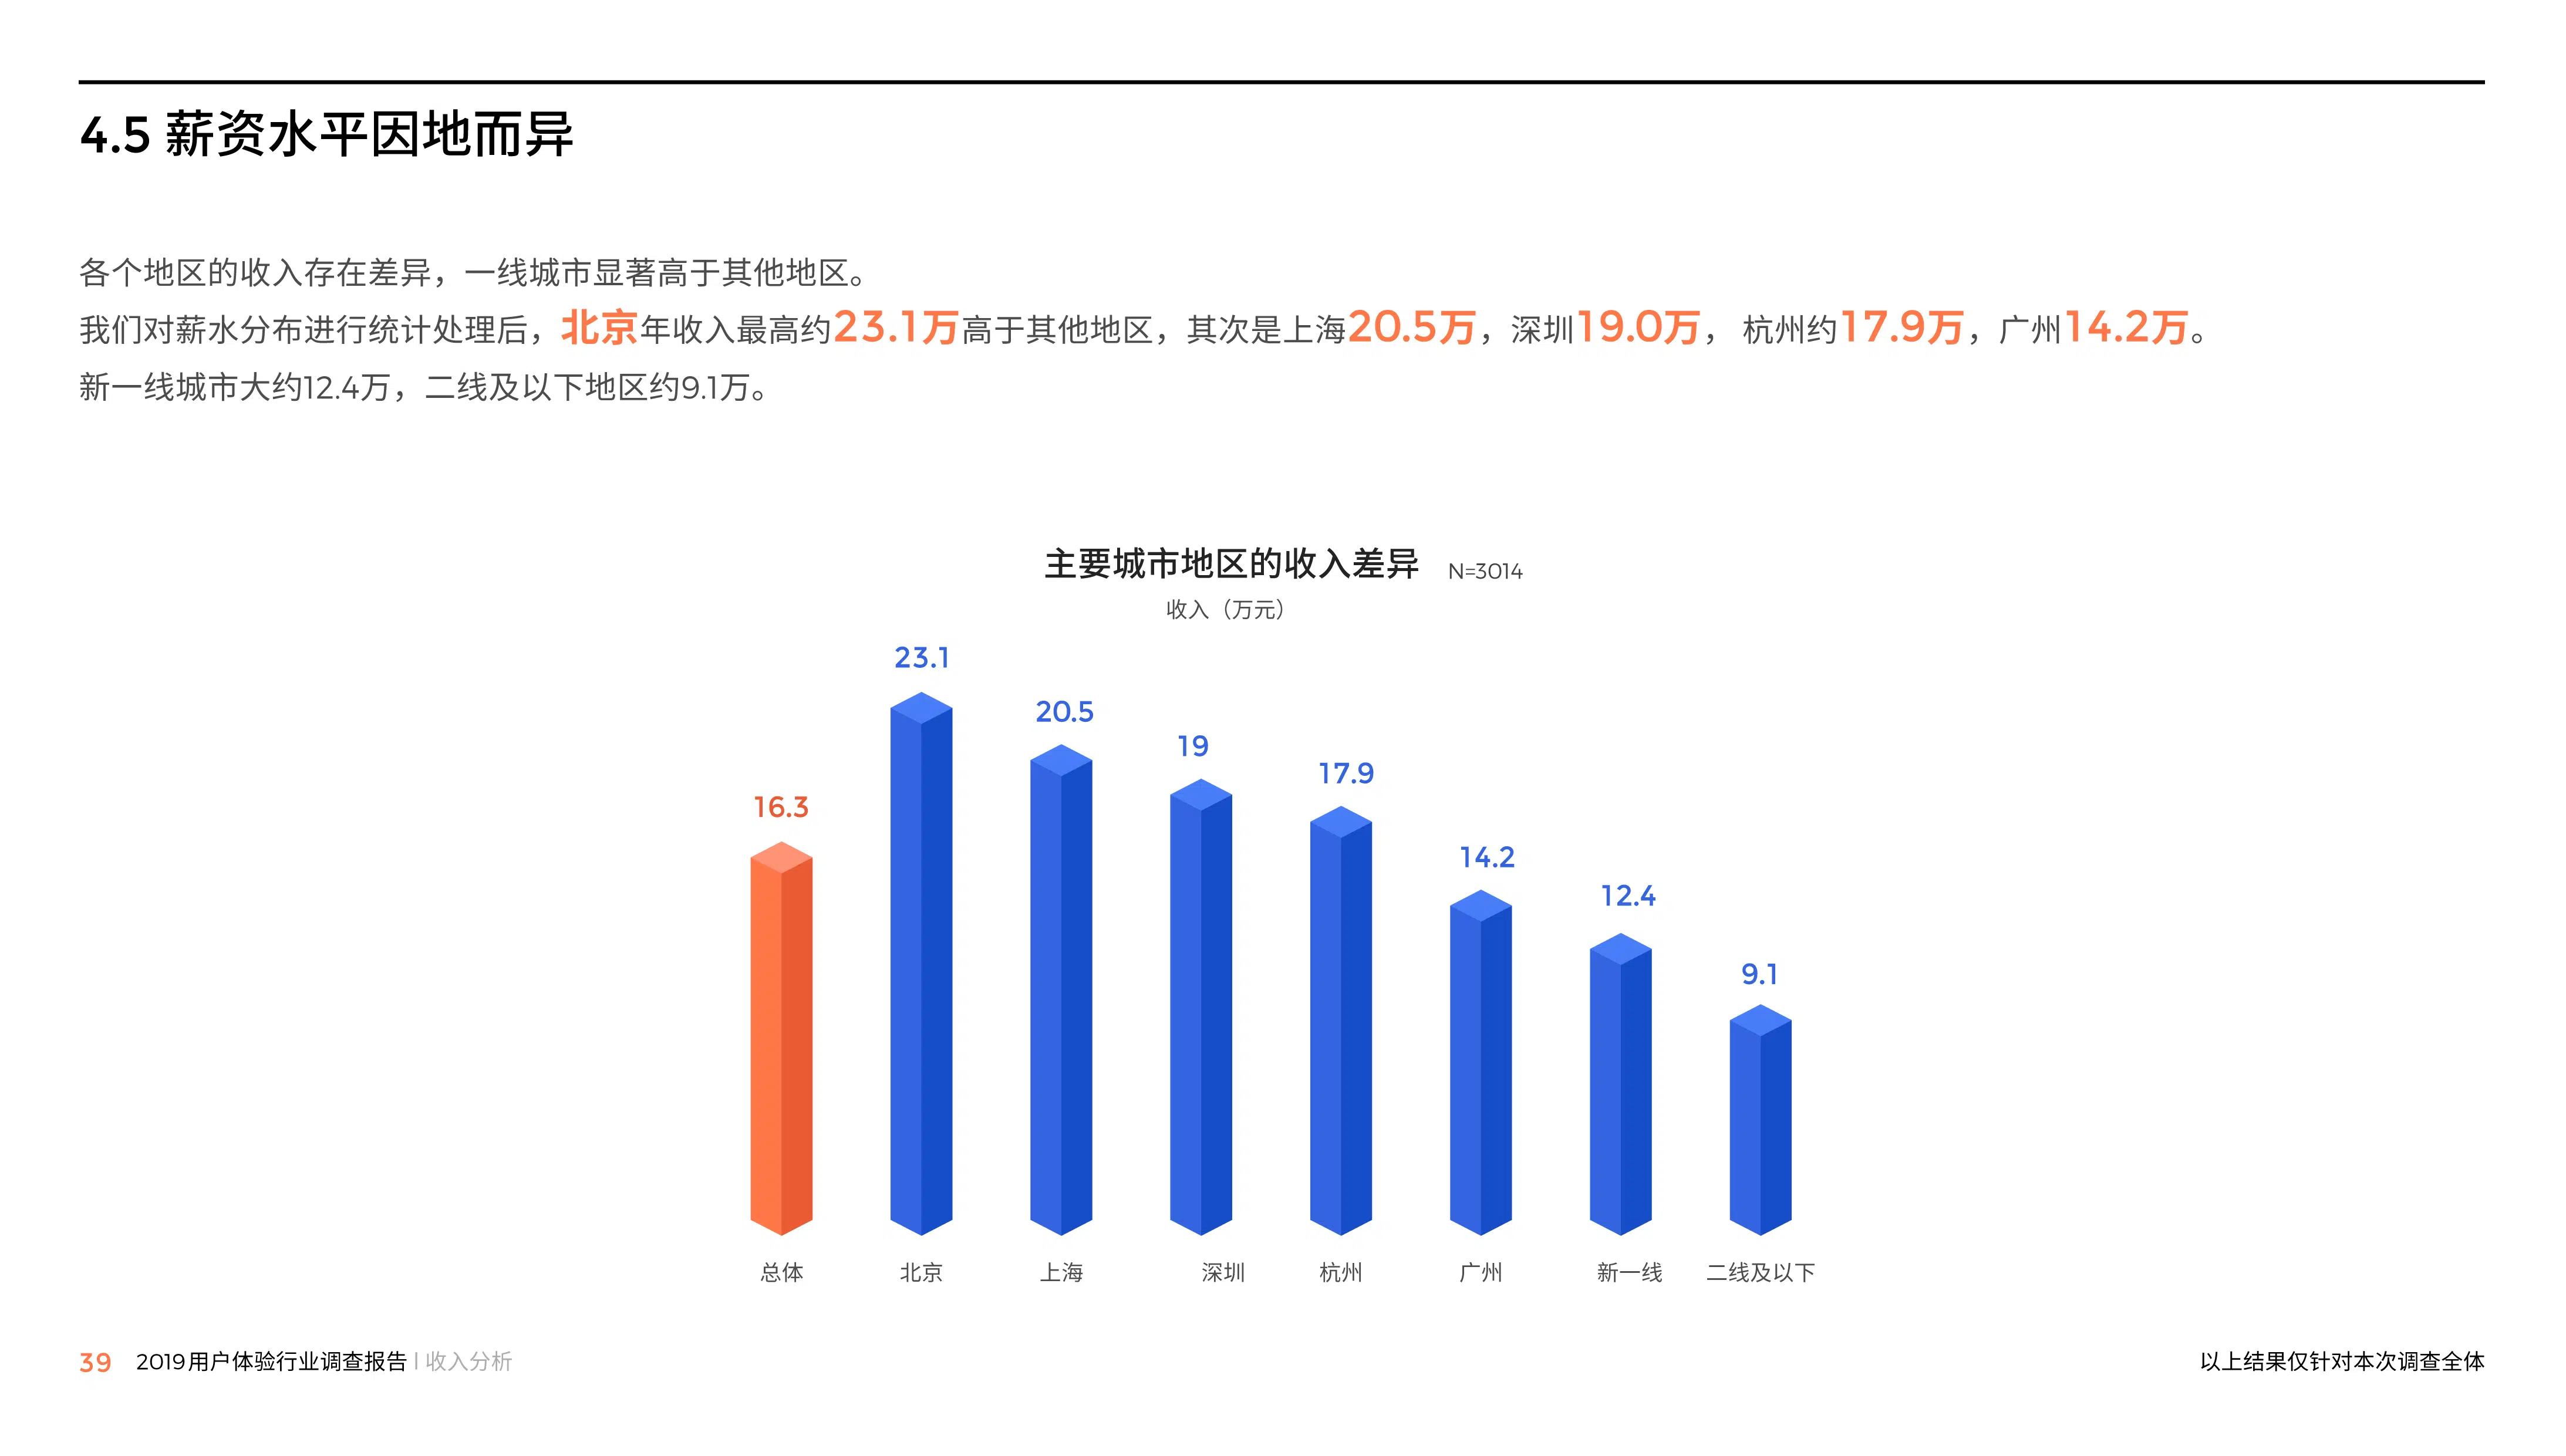 4.5 薪资水平因地而异
各个地区的收入存在差异，一线城市显著高于其他地区。
我们对薪水分布进行统计处理后，北京年收入最高约23.1万高于其他地区，其次是上海20.5万，深圳19.0万， 杭州约17.9万，广州14.2万。
新一线城市大约12.4万，二线及以下地区约9.1万。
主要城市地区的收入差异 N=3014
收入（万元）
23.1
20.5
19
17.9
16.3
14.2
12.4
9.1
总体 北京 上海 深圳 杭州 广州 新一线 二线及以下
39 2019用户体验行业调查报告 | 收入分析
以上结果仅针对本次调查全体